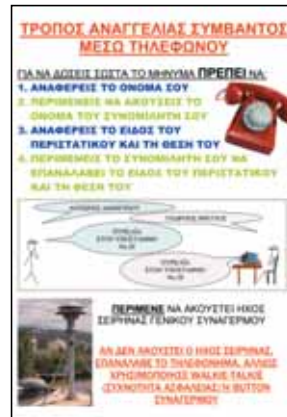 ΤΡΟΠΟΣ ΑΝΑΓΓΕΛΙΑΣ ΣΥΜΒΑΝΤΟΣ
ΜΕΣΩ ΤΗΛΕΦΩΝΟΥ
ΓΙΑ ΝΑ ΔΩΣΕΙΣ ΣΩΣΤΑ ΤΟ ΜΗΝΥΜΑ ΠΡΕΠΕΙ ΝΑ:
1. ΑΝΑΦΕΡΕΙΣ ΤΟ ΟΝΟΜΑ ΣΟΥ
2. ΠΕΡΙΜΕΝΕΙΣ ΝΑ ΑΚΟΥΣΕΙΣ ΤΟ
ΟΝΟΜΑ ΤΟΥ ΣΥΝΟΜΙΛΗΤΗ ΣΟΥ
3. ΑΝΑΦΕΡΕΙΣ ΤΟ ΕΙΔΟΣ ΤΟΥ
ΠΕΡΙΣΤΑΤΙΚΟΥ ΚΑΙ ΤΗ ΘΕΣΗ ΤΟΥ
4. ΠΕΡΙΜΕΝΕΙΣ ΤΟ ΣΥΝΟΜΙΛΗΤΗ ΣΟΥ ΝΑ
ΕΠΑΝΑΛΑΒΕΙ ΤΟ ΕΙΔΟΣ ΤΟΥ ΠΕΡΙΣΤΑΤΙΚΟΥ
ΚΑΙ ΤΗ ΘΕΣΗ ΤΟΥ
ΠΕΡΙΜΕΝΕ ΝΑ ΑΚΟΥΣΤΕΙ ΗΧΟΣ
ΣΕΙΡΗΝΑΣ ΓΕΝΙΚΟΥ ΣΥΝΑΓΕΡΜΟΥ
ΑΝ ΔΕΝ ΑΚΟΥΣΤΕΙ Ο ΗΧΟΣ ΣΕΙΡΗΝΑΣ,
ΕΠΑΝΑΛΑΒΕ ΤΟ ΤΗΛΕΦΩΝΗΜΑ, ΑΛΛΙΩΣ
ΧΡΗΣΙΜΟΠΟΙΗΣΕ WALKIE TALKIE
(ΣΥΧΝΟΤΗΤΑ ΑΣΦΑΛΕΙΑΣ) Ή BUTTON
ΣΥΝΑΓΕΡΜΟΥ